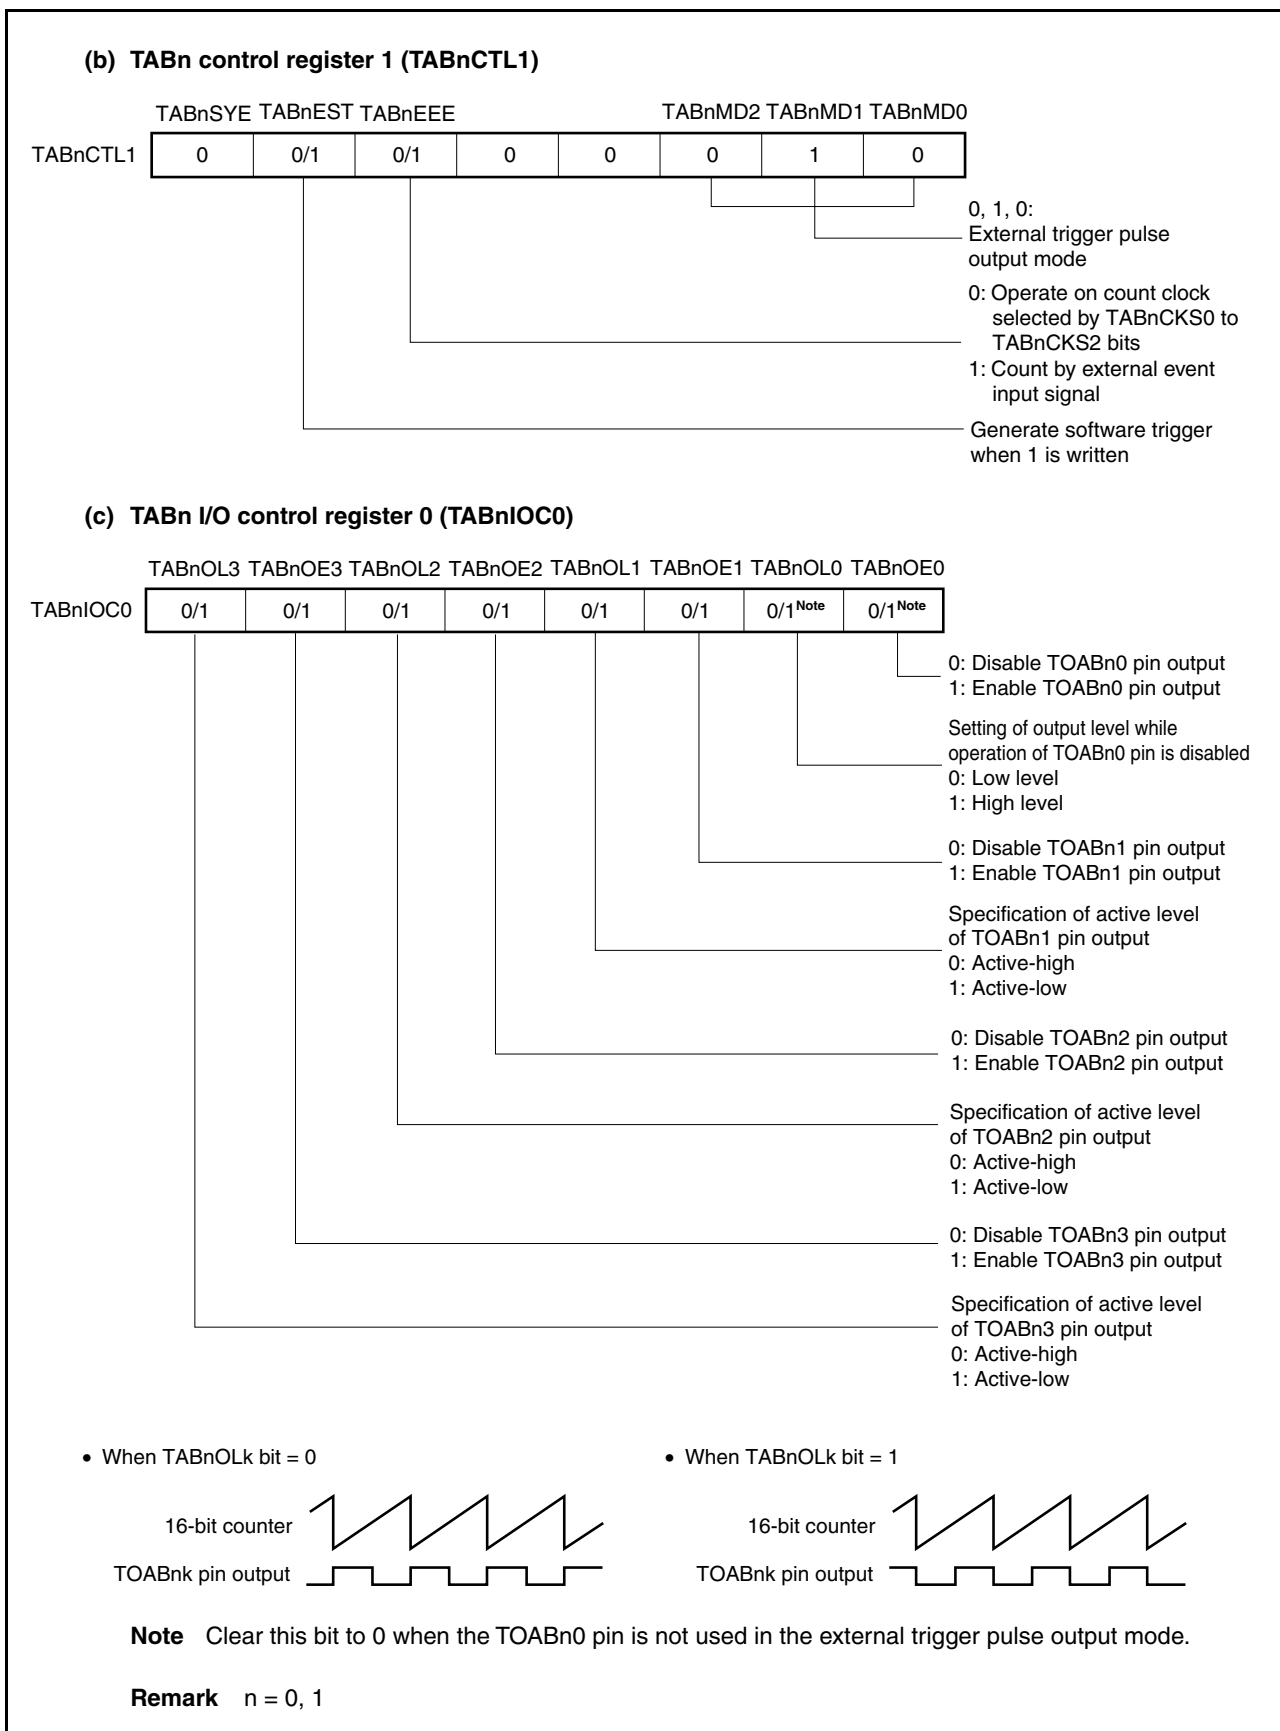 (b) TABn control register 1 (TABnCTL1)
TABnSYE TABnEST TABnEEE TABnMD2 TABnMD1 TABnMD0
TABnCTL1 0 0/1 0/1 0 0 0 1 0
0, 1, 0:
External trigger pulse
output mode
0: Operate on count clock
selected by TABnCKS0 to
TABnCKS2 bits
1: Count by external event
input signal
Generate software trigger
when 1 is written
(c) TABn I/O control register 0 (TABnIOC0)
TABnOL3 TABnOE3 TABnOL2 TABnOE2 TABnOL1 TABnOE1 TABnOL0 TABnOE0
TABnIOC0 0/1 0/1 0/1 0/1 0/1 0/1 0/1Note 0/1Note
0: Disable TOABn0 pin output
1: Enable TOABn0 pin output
Setting of output level while
operation of TOABn0 pin is disabled
0: Low level
1: High level
0: Disable TOABn1 pin output
1: Enable TOABn1 pin output
Specification of active level
of TOABn1 pin output
0: Active-high
1: Active-low
0: Disable TOABn2 pin output
1: Enable TOABn2 pin output
Specification of active level
of TOABn2 pin output
0: Active-high
1: Active-low
0: Disable TOABn3 pin output
1: Enable TOABn3 pin output
Specification of active level
of TOABn3 pin output
0: Active-high
1: Active-low
• When TABnOLk bit = 0
16-bit counter
TOABnk pin output
• When TABnOLk bit = 1
16-bit counter
TOABnk pin output
Note Clear this bit to 0 when the TOABn0 pin is not used in the external trigger pulse output mode.
Remark n = 0, 1